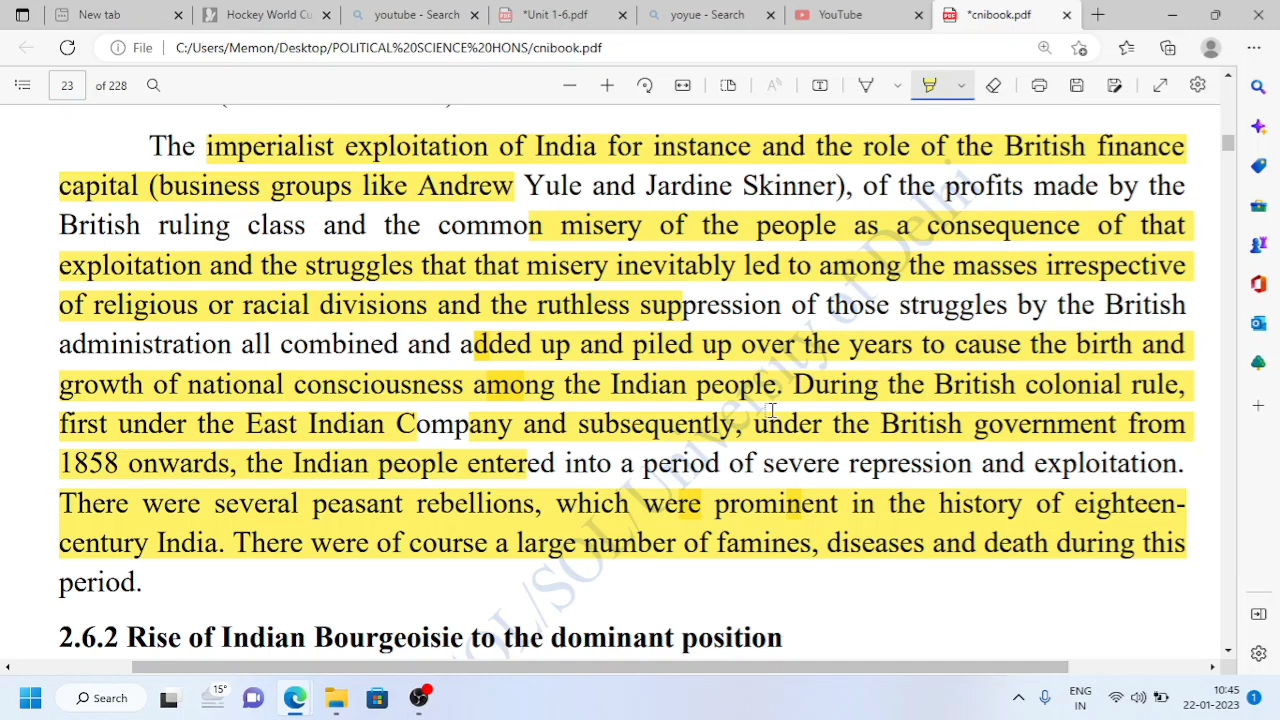 New tab
Hockey World Cu
youtube - Search
*Unit 1-6.pdf
yoyue - Search
YouTube
*cnibook.pdf
File
C:/Users/Memon/Desktop/POLITICAL%20SCIENCE%20HONS/cnibook.pdf
23 of 228
The imperialist exploitation of India for instance and the role of the British finance
capital (business groups like Andrew Yule and Jardine Skinner), of the profits made by the
British ruling class and the common misery of the people as a consequence of that
exploitation and the struggles that that misery inevitably led to among the masses irrespective
of religious or racial divisions and the ruthless suppression of those struggles by the British
administration all combined and added up and piled up over the years to cause the birth and
growth of national consciousness among the Indian people. During the British colonial rule,
first under the East Indian Company and subsequently, under the British government from
1858 onwards, the Indian people entered into a period of severe repression and exploitation.
There were several peasant rebellions, which were prominent in the history of eighteen-
century India. There were of course a large number of famines, diseases and death during this
period.
2.6.2 Rise of Indian Bourgeoisie to the dominant position
SOL/SOL/University of Delhi
Search
15°
ENG
IN
10:45
22-01-2023
1